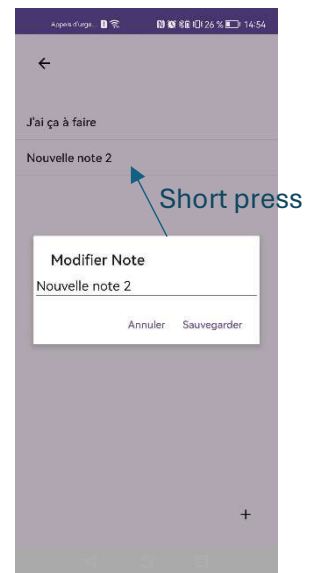 Appels d'urge... 26 % 14:54
J'ai ça à faire
Nouvelle note 2
Short press
Modifier Note
Nouvelle note 2
Annuler Sauvegarder
+